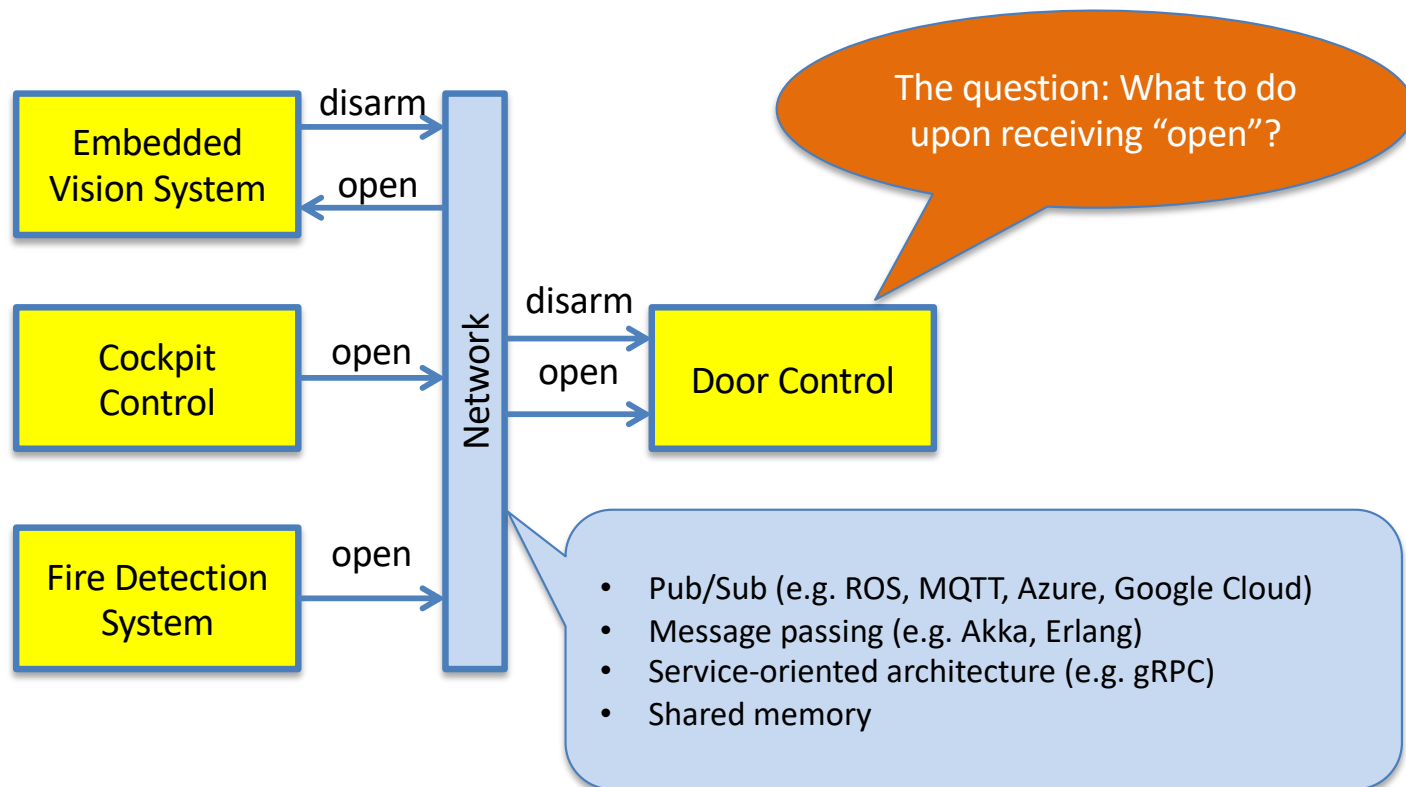 The question: What to do
upon receiving “open”?
Embedded
Vision System
disarm
open
Cockpit
Control
open
Fire Detection
System
open
Network
disarm
open
Door Control
• Pub/Sub (e.g. ROS, MQTT, Azure, Google Cloud)
• Message passing (e.g. Akka, Erlang)
• Service-oriented architecture (e.g. gRPC)
• Shared memory